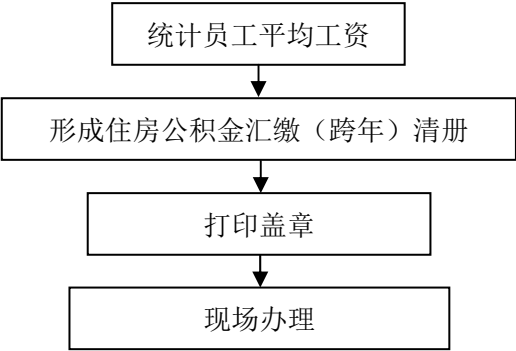 统计员工平均工资
形成住房公积金汇缴（跨年）清册
打印盖章
现场办理